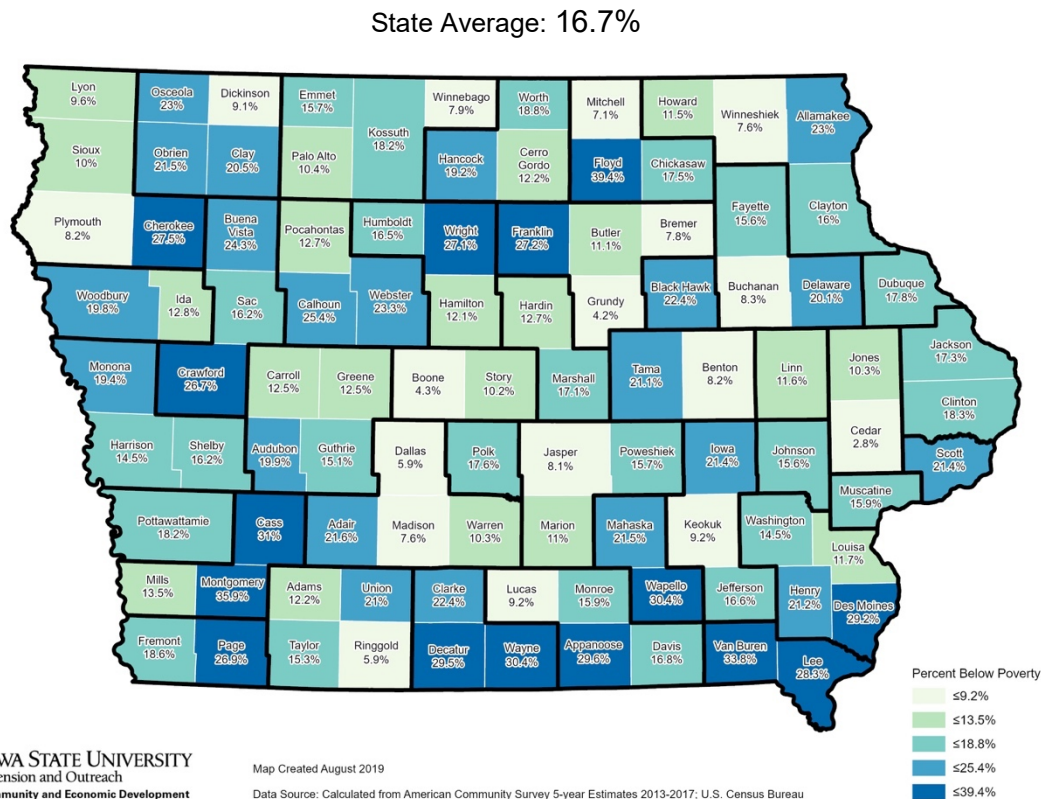 State Average: 16.7%
Lyon
9.6%
Osceola
23%
Dickinson
9.1%
Emmet
15.7%
Kossuth
18.2%
Winnebago
7.9%
Worth
18.8%
Mitchell
7.1%
Howard
11.5%
Winneshiek
7.6%
Allamakee
23%
Sioux
10%
Obrien
21.5%
Clay
20.5%
Palo Alto
10.4%
Hancock
19.2%
Cerro
Gordo
12.2%
Floyd
39.4%
Chickasaw
17.5%
Plymouth
8.2%
Cherokee
27.5%
Buena
Vista
24.3%
Pocahontas
12.7%
Humboldt
16.5%
Wright
27.1%
Franklin
27.2%
Butler
11.1%
Bremer
7.8%
Fayette
15.6%
Clayton
16%
Woodbury
19.8%
Ida
12.8%
Sac
16.2%
Calhoun
25.4%
Webster
23.3%
Hamilton
12.1%
Hardin
12.7%
Grundy
4.2%
Black Hawk
22.4%
Buchanan
8.3%
Delaware
20.1%
Dubuque
17.8%
Monona
19.4%
Crawford
26.7%
Carroll
12.5%
Greene
12.5%
Boone
4.3%
Story
10.2%
Marshall
17.1%
Tama
21.1%
Benton
8.2%
Linn
11.6%
Jones
10.3%
Jackson
17.3%
Clinton
18.3%
Cedar
2.8%
Scott
21.4%
Harrison
14.5%
Shelby
16.2%
Audubon
19.9%
Guthrie
15.1%
Dallas
5.9%
Polk
17.6%
Jasper
8.1%
Poweshiek
15.7%
Iowa
21.4%
Johnson
15.6%
Muscatine
15.9%
Pottawattamie
18.2%
Cass
31%
Adair
21.6%
Madison
7.6%
Warren
10.3%
Marion
11%
Mahaska
21.5%
Keokuk
9.2%
Washington
14.5%
Louisa
11.7%
Mills
13.5%
Montgomery
35.9%
Adams
12.2%
Union
21%
Clarke
22.4%
Lucas
9.2%
Monroe
15.9%
Wapello
30.4%
Jefferson
16.6%
Henry
21.2%
Des Moines
29.2%
Fremont
18.6%
Page
26.9%
Taylor
15.3%
Ringgold
5.9%
Decatur
29.5%
Wayne
30.4%
Appanoose
29.6%
Davis
16.8%
Van Buren
33.8%
Lee
28.3%
Percent Below Poverty
≤9.2%
≤13.5%
≤18.8%
≤25.4%
≤39.4%
WA STATE UNIVERSITY
ension and Outreach
mmunity and Economic Development
Map Created August 2019
Data Source: Calculated from American Community Survey 5-year Estimates 2013-2017; U.S. Census Bureau